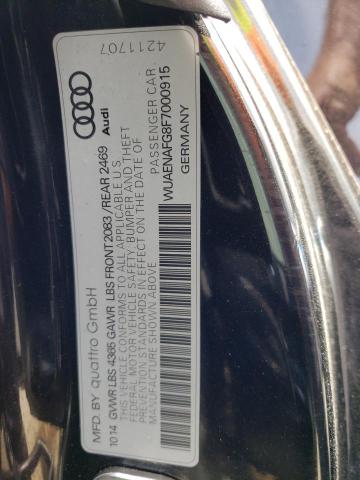 4211707
Audi
MFD. BY quattro GmbH
10 14 GVWR LBS 4365 GAWR LBS FRONT2083 /REAR 2469
THIS VEHICLE CONFORMS TO ALL APPLICABLE U.S
FEDERAL MOTOR VEHICLE SAFETY, BUMPER AND THEFT
PREVENTION STANDARDS IN EFFECT ON THE DATE OF
MANUFACTURE SHOWN ABOVE
PASSENGER CAR
WUAENAFG8F7000915
GERMANY